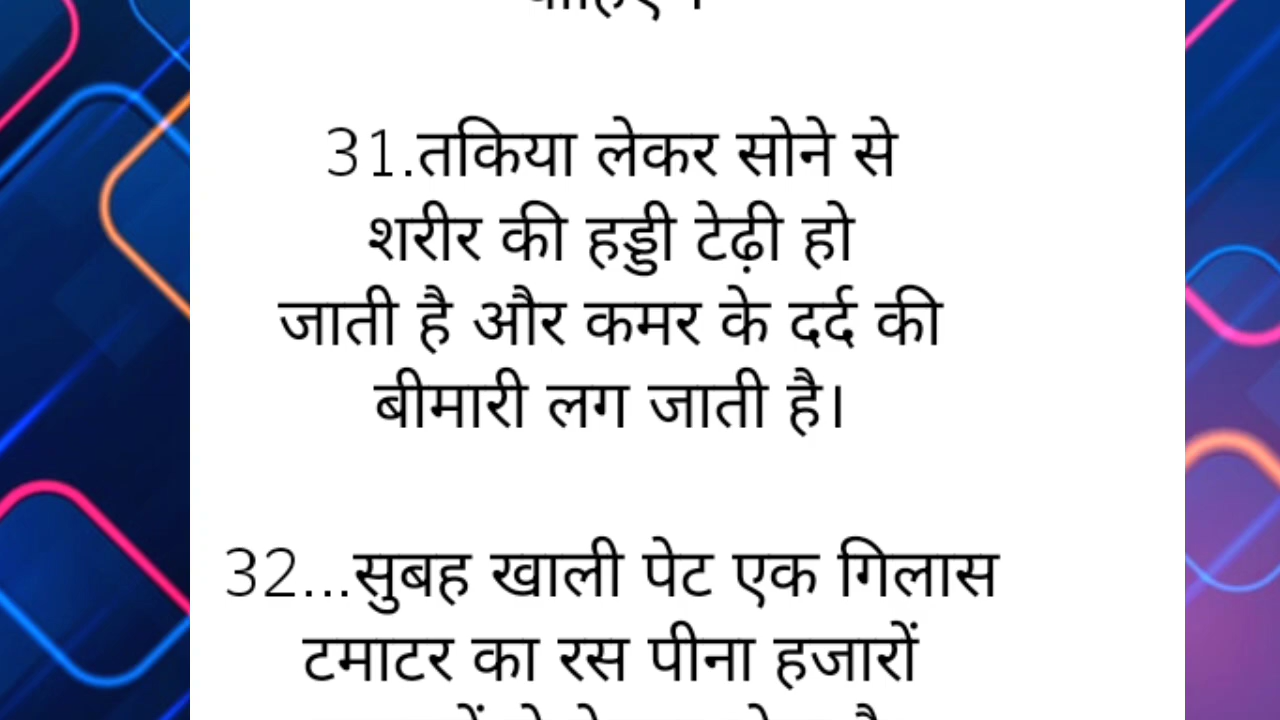 31.तकिया लेकर सोने से
शरीर की हड्डी टेढ़ी हो
जाती है और कमर के दर्द की
बीमारी लग जाती है।
32...सुबह खाली पेट एक गिलास
टमाटर का रस पीना हजारों